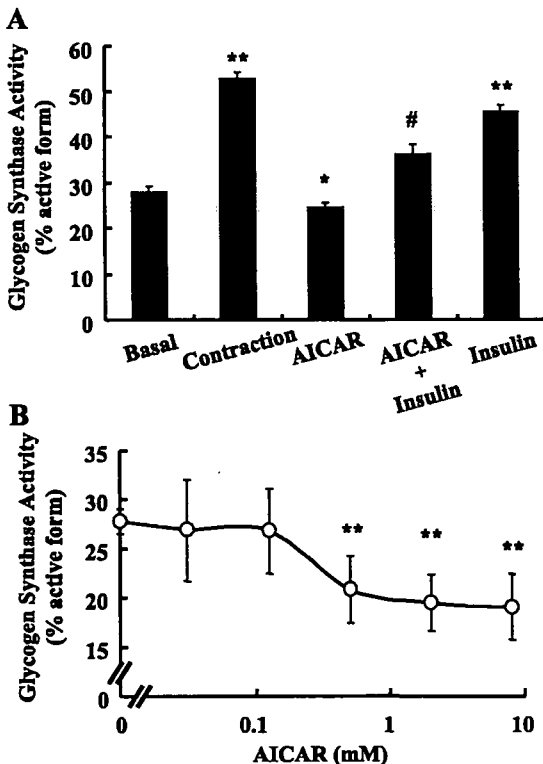 A
Glycogen Synthase Activity
(% active form)
60
50
40
30
20
10
0
**
*
#
**
Basal
Contraction
AICAR
AICAR
+
Insulin
Insulin
B
Glycogen Synthase Activity
(% active form)
35
30
25
20
15
0
**
**
**
0
0.1
1
10
AICAR (mM)